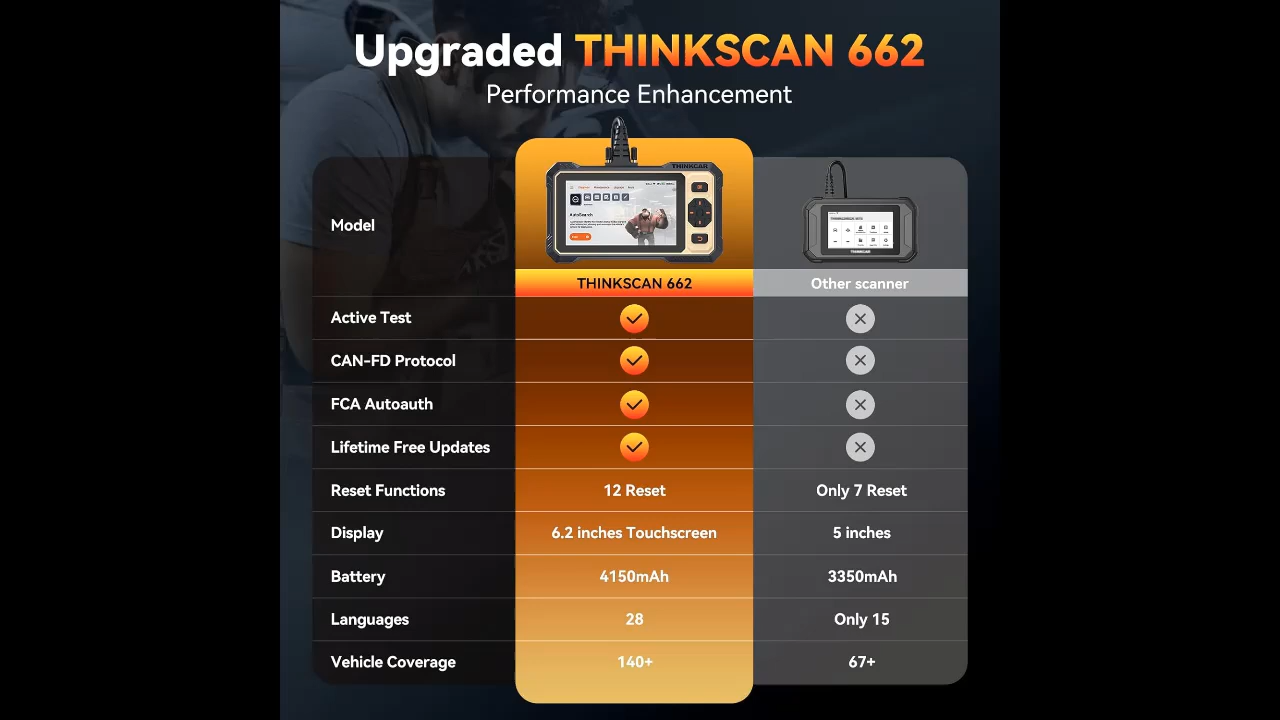 Upgraded THINKSCAN 662
Performance Enhancement
Model
THINKCAR
AutoSearch
THINKSCAN 662
Other scanner
Active Test
CAN-FD Protocol
FCA Autoauth
Lifetime Free Updates
Reset Functions
12 Reset
Only 7 Reset
Display
6.2 inches Touchscreen
5 inches
Battery
4150mAh
3350mAh
Languages
28
Only 15
Vehicle Coverage
140+
67+